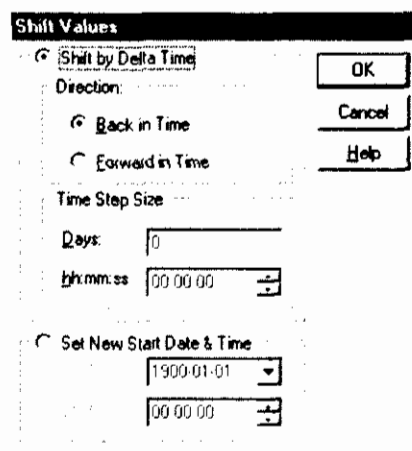 Shift Values
Shift by Delta Time
OK
Direction:
Cancel
Back in Time
Help
Forward in Time
Time Step Size
Days: 0
hh:mm:ss 00:00:00
Set New Start Date & Time
1900-01-01
00:00:00